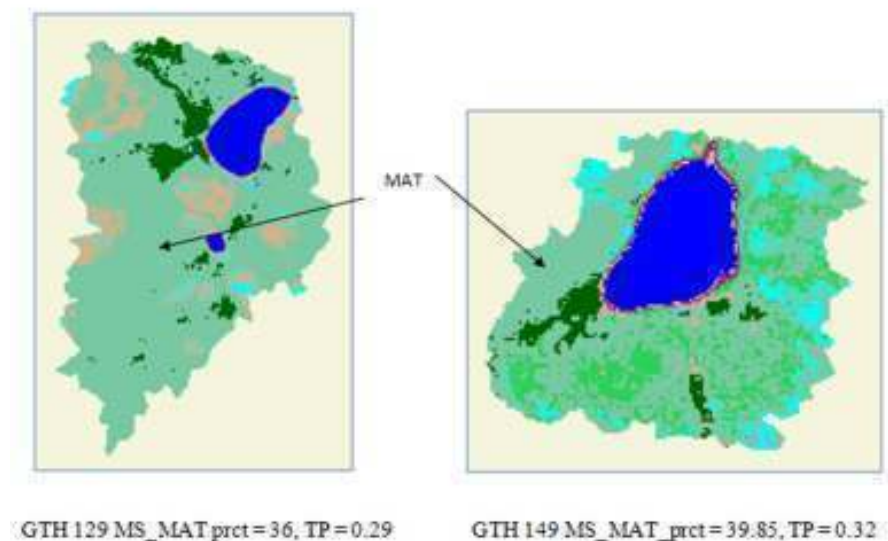 MAT
GTH 129 MS_MAT prct = 36, TP = 0.29
GTH 149 MS_MAT_prct = 39.85, TP = 0.32